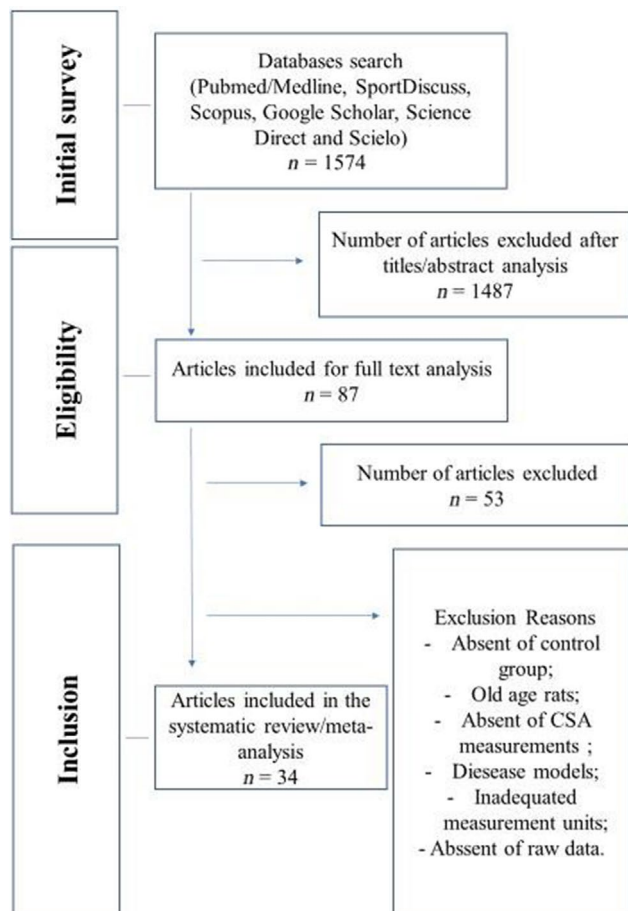 Initial survey
Databases search
(Pubmed/Medline, SportDiscuss,
Scopus, Google Scholar, Science
Direct and Scielo)
n = 1574
Number of articles excluded after
titles/abstract analysis
n = 1487
Eligibility
Articles included for full text analysis
n = 87
Number of articles excluded
n = 53
Inclusion
Articles included in the
systematic review/meta-
analysis
n = 34
Exclusion Reasons
- Absent of control
group;
- Old age rats;
- Absent of CSA
measurements ;
- Diesease models;
- Inadequated
measurement units;
- Abssent of raw data.